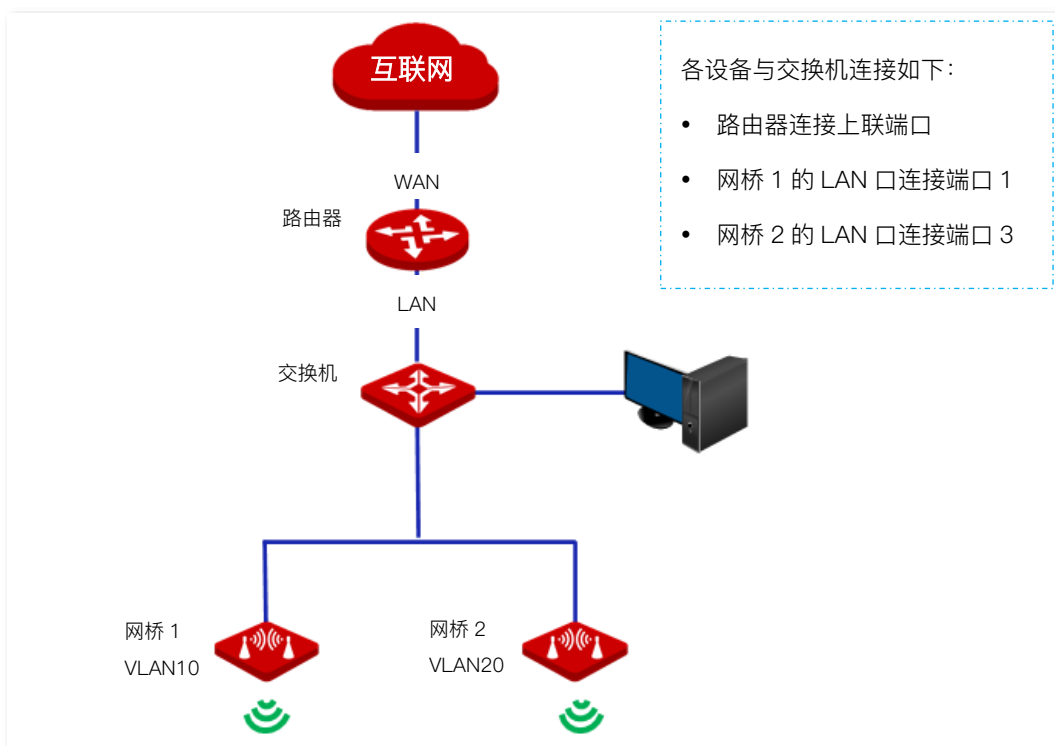 互联网
各设备与交换机连接如下：
• 路由器连接上联端口
• 网桥 1 的 LAN 口连接端口 1
• 网桥 2 的 LAN 口连接端口 3
WAN
路由器
LAN
交换机
网桥 1
VLAN10
网桥 2
VLAN20